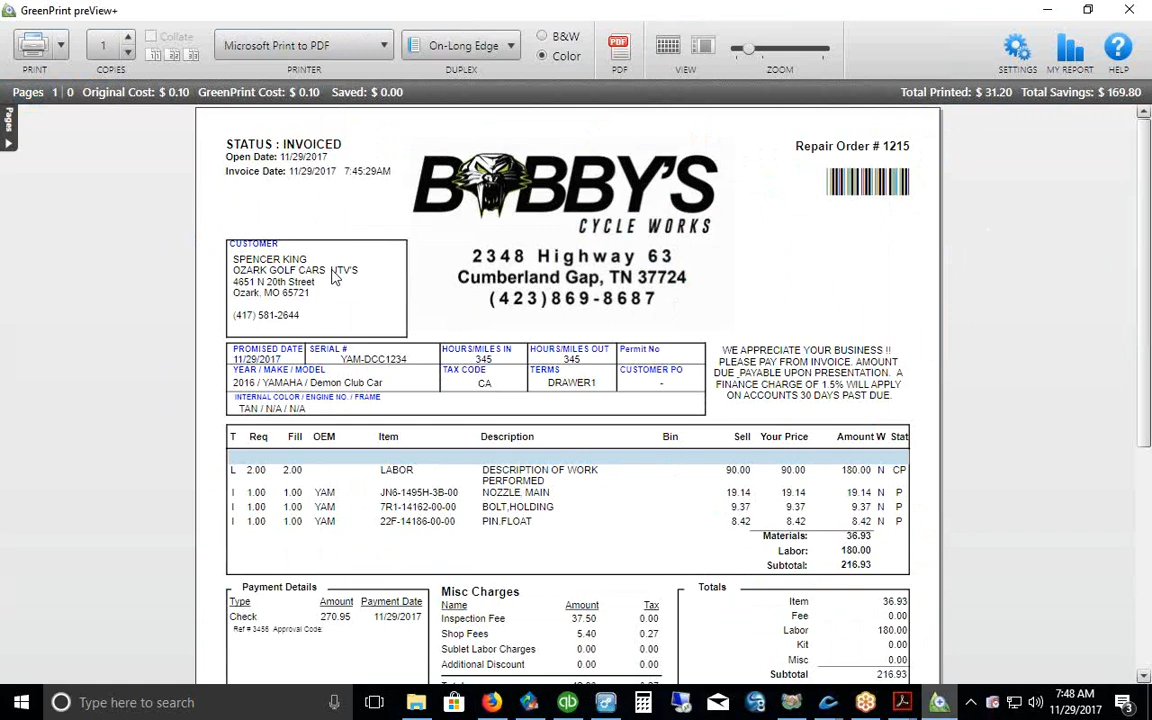 GreenPrint preView+
1
Collate
Microsoft Print to PDF
On-Long Edge
B&W
Color
PDF
PRINT
COPIES
PRINTER
DUPLEX
PDF
VIEW
ZOOM
SETTINGS
MY REPORT
HELP
Pages 1 | 0 Original Cost: $ 0.10 GreenPrint Cost: $ 0.10 Saved: $ 0.00
Total Printed: $ 31.20 Total Savings: $ 169.80
Pages
STATUS : INVOICED
Open Date: 11/29/2017
Invoice Date: 11/29/2017 7:45:29AM
BOBBY'S
CYCLE WORKS
2348 Highway 63
Cumberland Gap, TN 37724
(423)869-8687
Repair Order # 1215
CUSTOMER
SPENCER KING
OZARK GOLF CARS UTV'S
4651 N 20th Street
Ozark, MO 65721
(417) 581-2644
PROMISED DATE SERIAL # HOURS/MILES IN HOURS/MILES OUT Permit No
11/29/2017 YAM-DCC1234 345 345
YEAR / MAKE / MODEL TAX CODE TERMS CUSTOMER PO
2016 / YAMAHA / Demon Club Car CA DRAWER1 -
INTERNAL COLOR / ENGINE NO. / FRAME
TAN / N/A / N/A
WE APPRECIATE YOUR BUSINESS !!
PLEASE PAY FROM INVOICE. AMOUNT
DUE PAYABLE UPON PRESENTATION. A
FINANCE CHARGE OF 1.5% WILL APPLY
ON ACCOUNTS 30 DAYS PAST DUE.
T Req Fill OEM Item Description Bin Sell Your Price Amount W Stat
L 2.00 2.00 LABOR DESCRIPTION OF WORK 90.00 90.00 180.00 N CP
PERFORMED
I 1.00 1.00 YAM JN6-1495H-3B-00 NOZZLE, MAIN 19.14 19.14 19.14 N P
I 1.00 1.00 YAM 7R1-14162-00-00 BOLT,HOLDING 9.37 9.37 9.37 N P
I 1.00 1.00 YAM 22F-14186-00-00 PIN.FLOAT 8.42 8.42 8.42 N P
Materials: 36.93
Labor: 180.00
Subtotal: 216.93
Payment Details
Type Amount Payment Date
Check 270.95 11/29/2017
Ref # 3456 Approval Code:
Misc Charges
Name Amount Tax
Inspection Fee 37.50 0.00
Shop Fees 5.40 0.27
Sublet Labor Charges 0.00 0.00
Additional Discount 0.00 0.00
Totals
Item 36.93
Fee 0.00
Labor 180.00
Kit 0.00
Misc 0.00
Subtotal 216.93
Type here to search
7:48 AM
11/29/2017
3